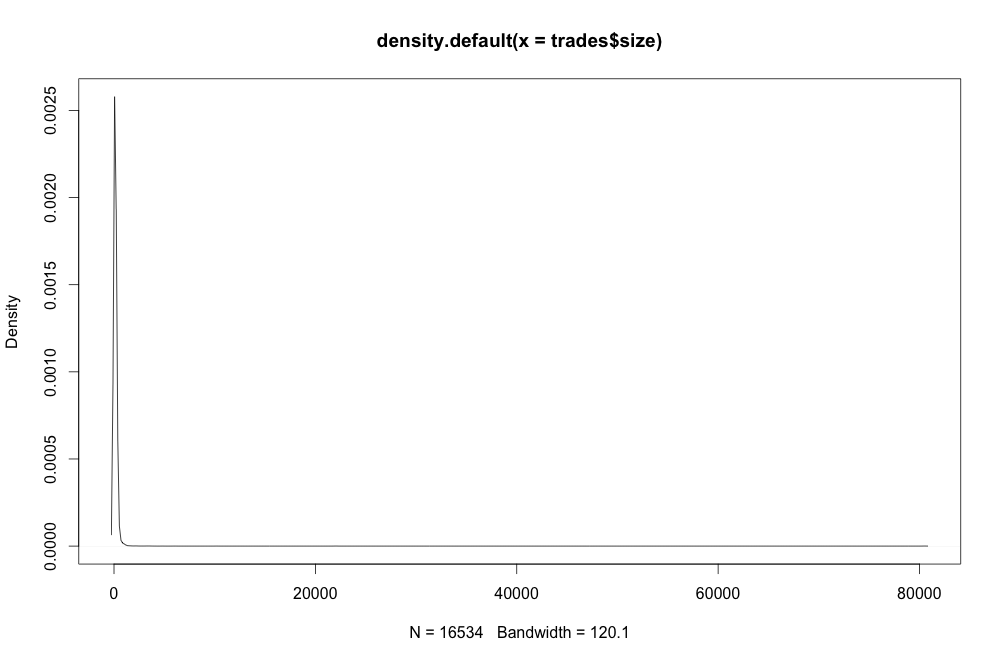 density.default(x = trades$size)
Density
0.0025
0.0020
0.0015
0.0010
0.0005
0.0000
0 20000 40000 60000 80000
N = 16534 Bandwidth = 120.1